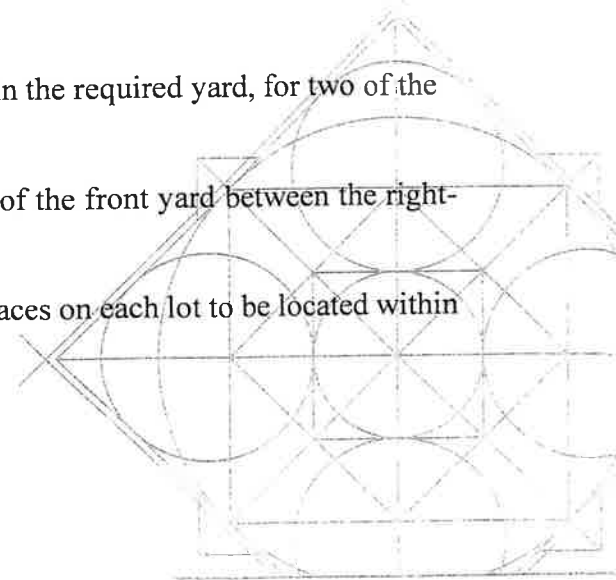 in the required yard, for two of the
of the front yard between the right-
aces on each lot to be located within